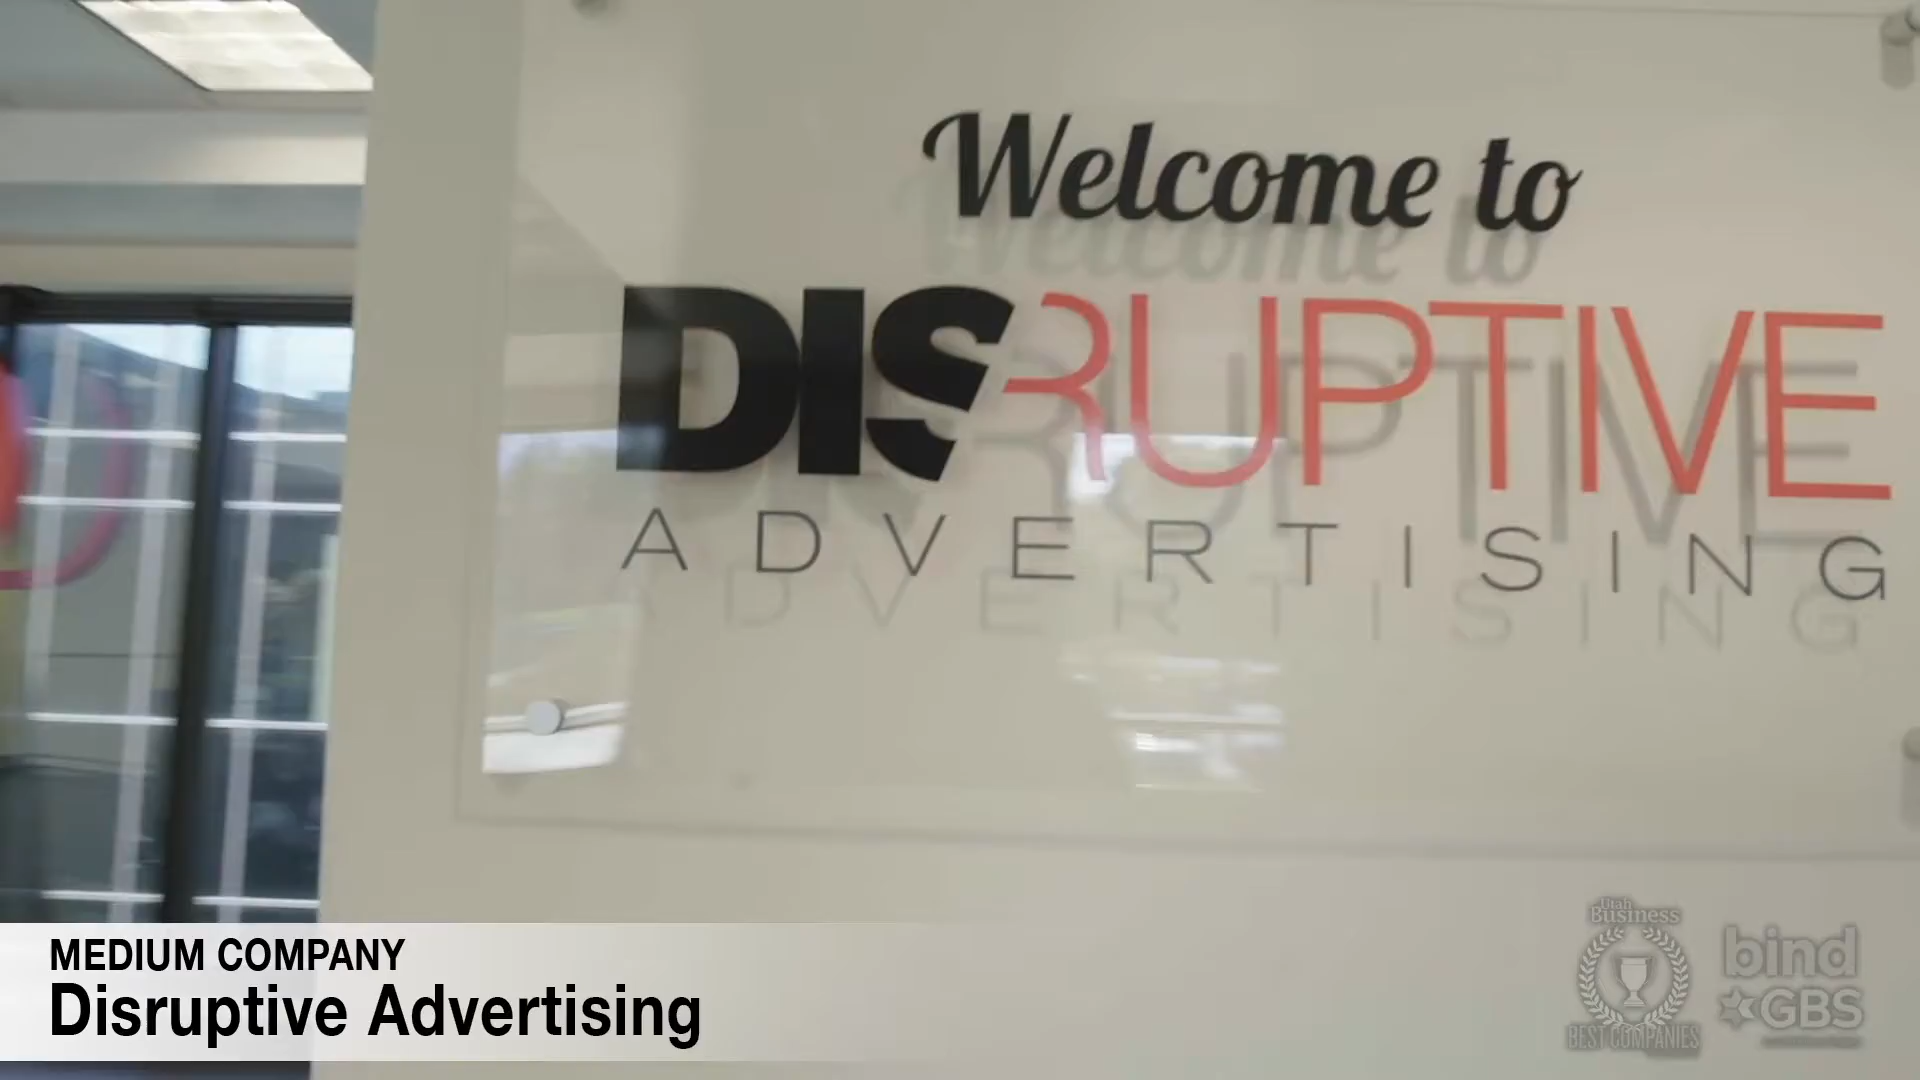 Welcome to
DISRUPTIVE
ADVERTISING
MEDIUM COMPANY
Disruptive Advertising
Utah
Business
BEST COMPANIES
bind
GBS